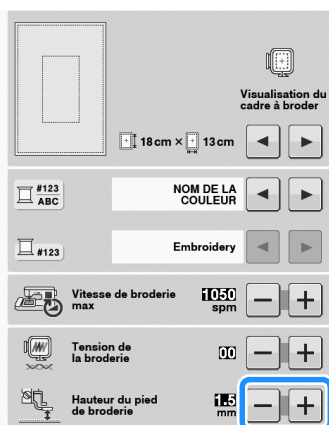 Visualisation du
cadre à broder
18 cm × 13 cm
#123
ABC
NOM DE LA
COULEUR
#123
Embroidery
Vitesse de broderie
max
1050
spm
Tension de
la broderie
00
Hauteur du pied
de broderie
1.5
mm